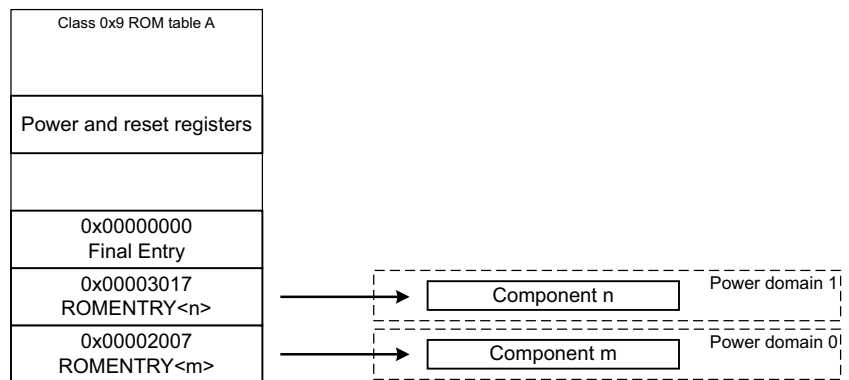 Class 0x9 ROM table A
Power and reset registers
0x00000000
Final Entry
0x00003017
ROMENTRY<n>
Component n
Power domain 1
0x00002007
ROMENTRY<m>
Component m
Power domain 0